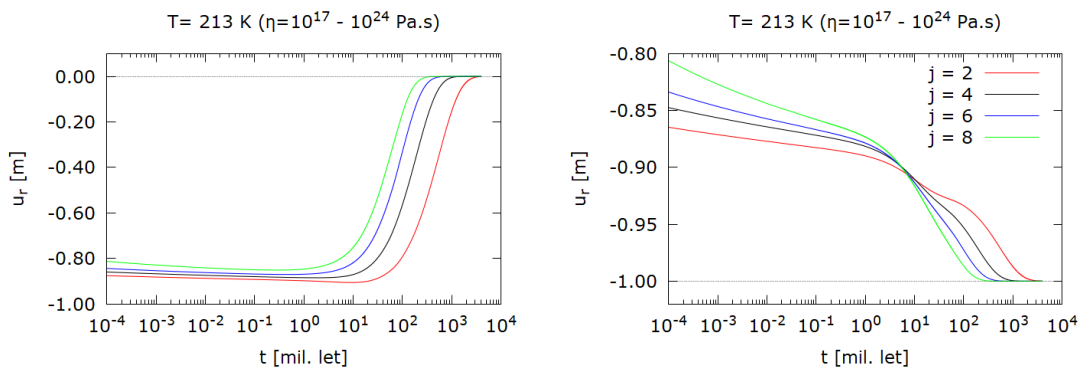 T= 213 K (η=10¹⁷ - 10²⁴ Pa.s)
0.00
-0.20
-0.40
-0.60
-0.80
-1.00
uᵣ [m]
10⁻⁴ 10⁻³ 10⁻² 10⁻¹ 10⁰ 10¹ 10² 10³ 10⁴
t [mil. let]
T= 213 K (η=10¹⁷ - 10²⁴ Pa.s)
-0.80
-0.85
-0.90
-0.95
-1.00
uᵣ [m]
j = 2
j = 4
j = 6
j = 8
10⁻⁴ 10⁻³ 10⁻² 10⁻¹ 10⁰ 10¹ 10² 10³ 10⁴
t [mil. let]